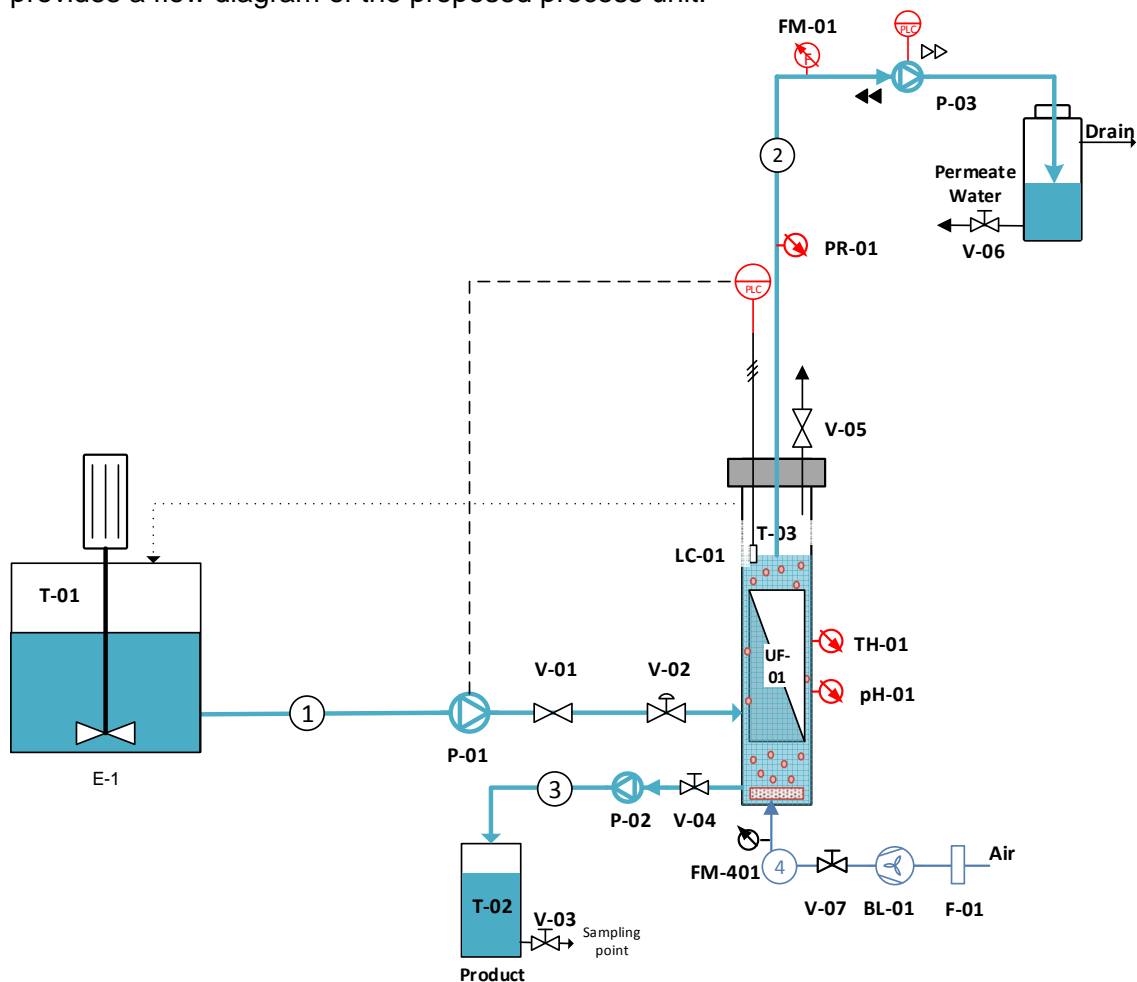 provides a flow diagram of the proposed process unit.
FM-01
PLC
F
P-03
Drain
2
Permeate
Water
V-06
PR-01
PLC
V-05
T-03
LC-01
T-01
TH-01
UF-
01
V-01
V-02
pH-01
1
P-01
E-1
3
P-02
V-04
FM-401
4
Air
V-07
BL-01
F-01
T-02
V-03
Sampling
point
Product